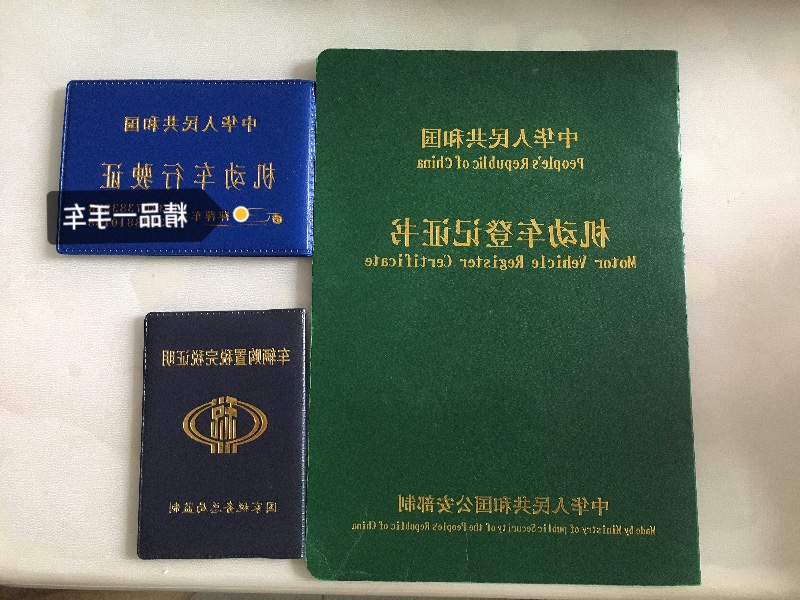 中华人民共和国
机动车行驶证
精品一手车
车辆购置税完税证明
税
国家税务总局监制
中华人民共和国
People's Republic of China
机动车登记证书
Motor Vehicle Register Certificate
中华人民共和国公安部制
Made by Ministry of public Security of the People's Republic of China